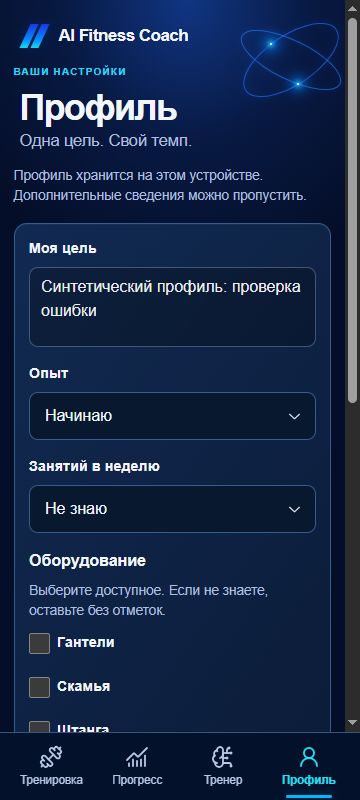 AI Fitness Coach
ВАШИ НАСТРОЙКИ
Профиль
Одна цель. Свой темп.
Профиль хранится на этом устройстве.
Дополнительные сведения можно пропустить.
Моя цель
Синтетический профиль: проверка
ошибки
Опыт
Начинаю
Занятий в неделю
Не знаю
Оборудование
Выберите доступное. Если не знаете,
оставьте без отметок.
Гантели
Скамья
Штанга
Тренировка
Прогресс
Тренер
Профиль